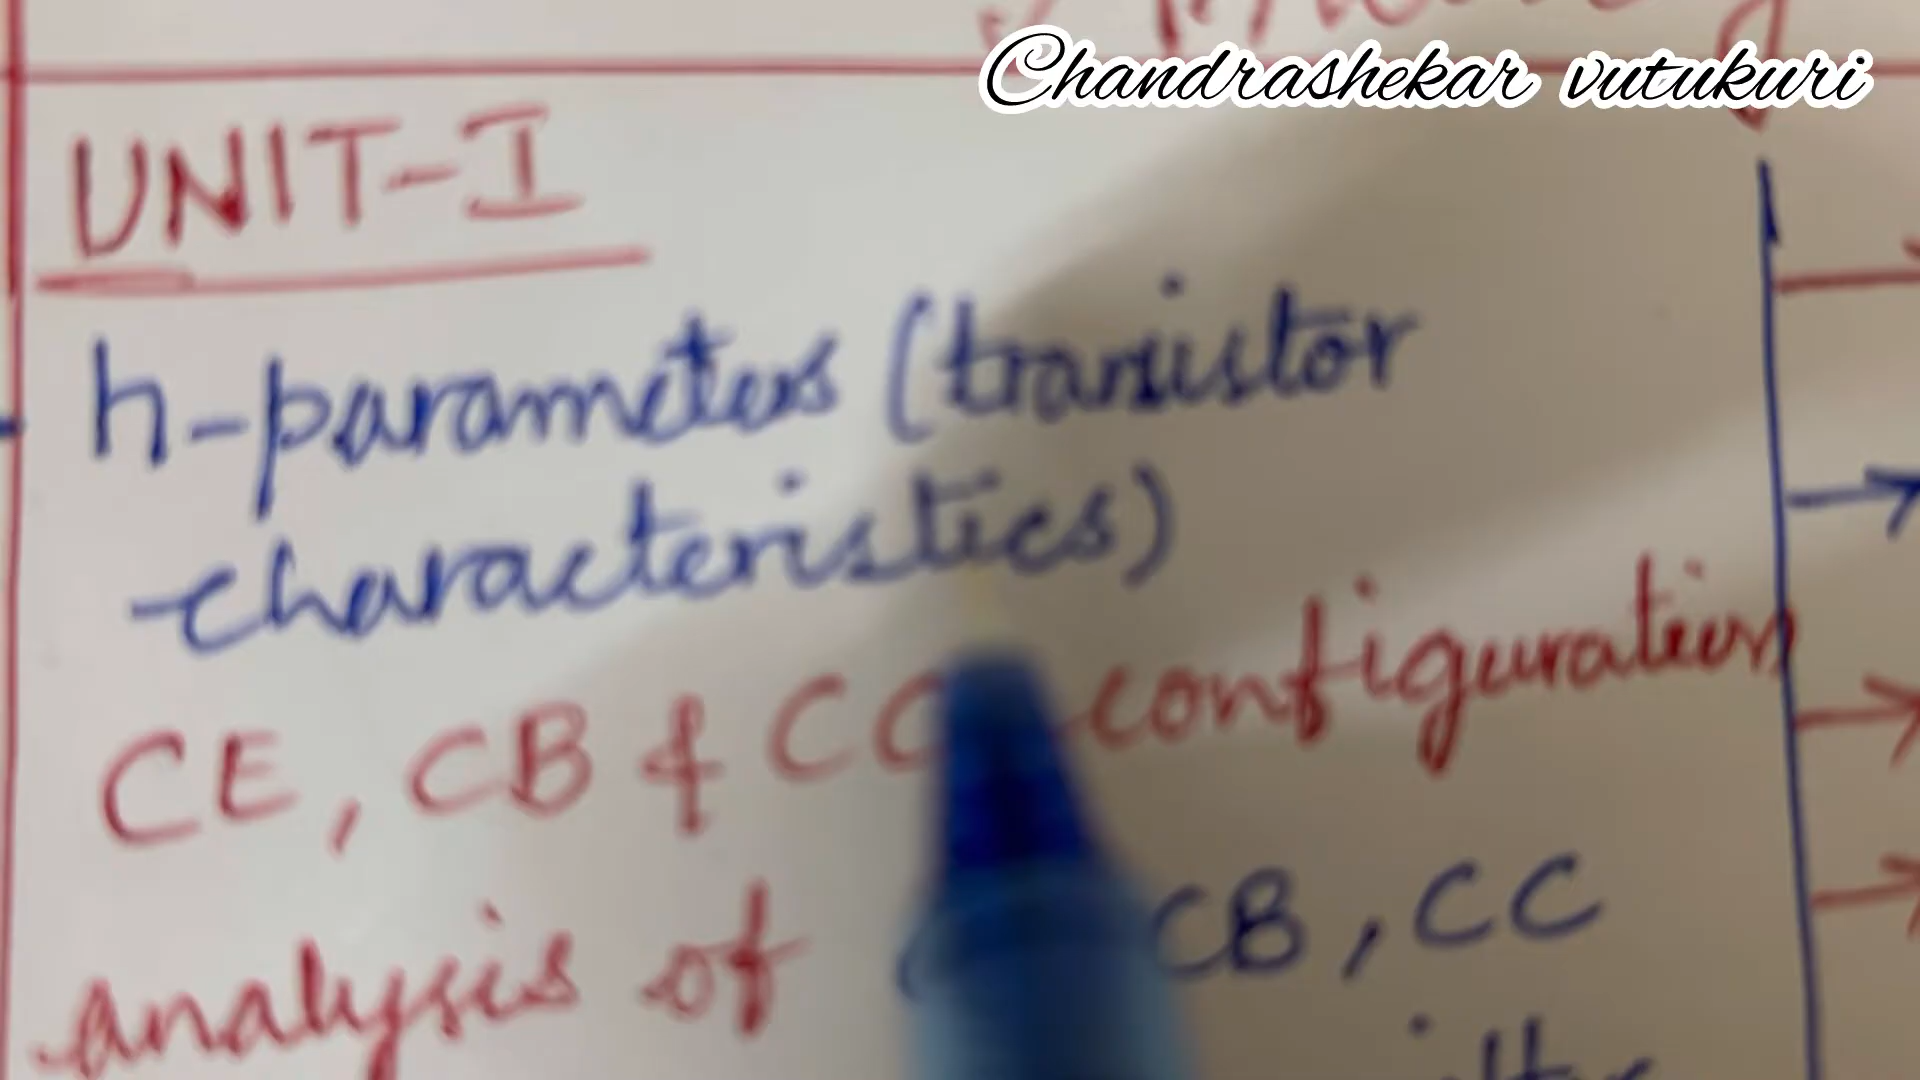 Chandrashekar vutukuri
UNIT-I
h-parameters (transistor
characteristics)
CE, CB & CC configuration
analysis of CB, CC